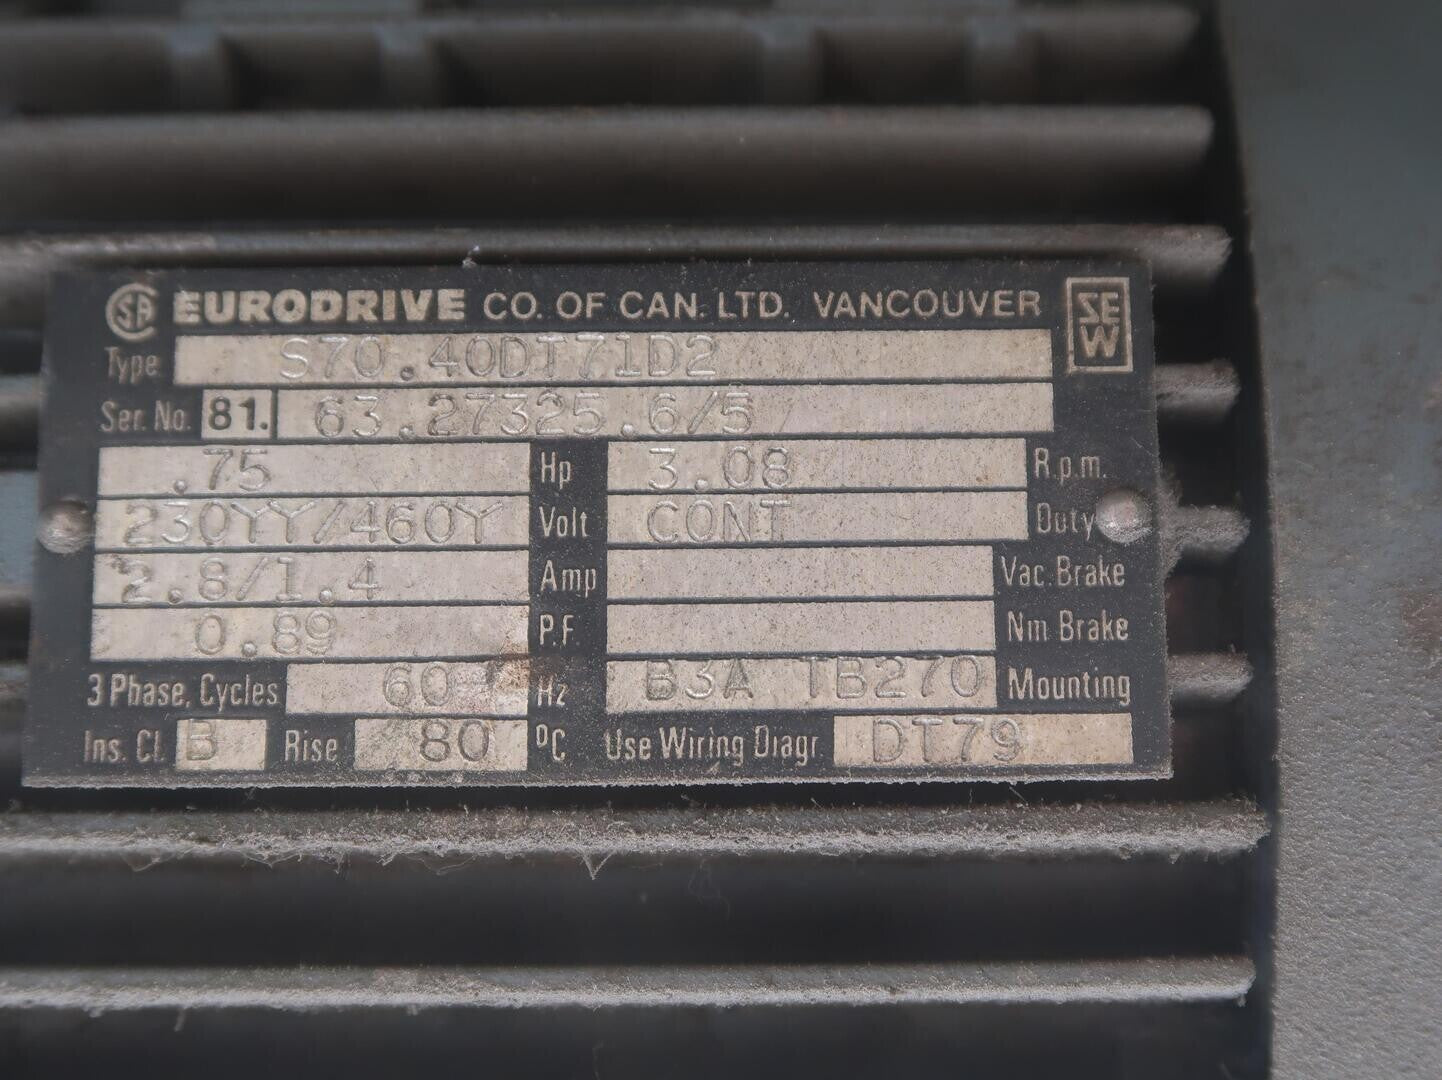 CSA EURODRIVE CO. OF CAN. LTD. VANCOUVER SEW
Type S70.40DT71D2
Ser. No. 81. 63.27325.6/5
.75 Hp 3.08 R.p.m.
230YY/460Y Volt CONT Duty
2.8/1.4 Amp Vac. Brake
0.89 P.F. Nm Brake
3 Phase, Cycles 60 Hz B3A TB270 Mounting
Ins. Cl. B Rise 80 °C Use Wiring Diagr DT79